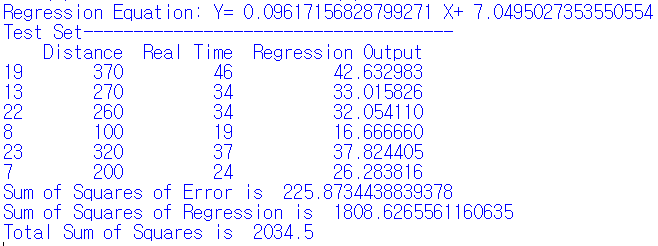 Regression Equation: Y= 0.09617156828799271 X+ 7.0495027353550554
Test Set-------------------------------------
Distance Real Time Regression Output
19 370 46 42.632983
13 270 34 33.015826
22 260 34 32.054110
8 100 19 16.666660
23 320 37 37.824405
7 200 24 26.283816
Sum of Squares of Error is 225.8734438839378
Sum of Squares of Regression is 1808.6265561160635
Total Sum of Squares is 2034.5